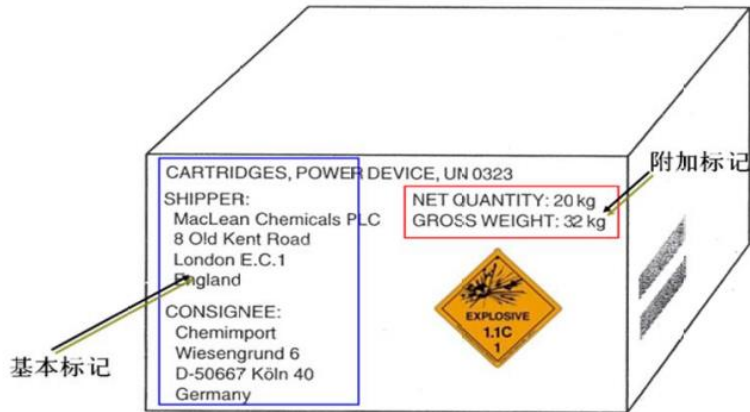 CARTRIDGES, POWER DEVICE, UN 0323
SHIPPER:
MacLean Chemicals PLC
8 Old Kent Road
London E.C.1
England
CONSIGNEE:
Chemimport
Wiesengrund 6
D-50667 Köln 40
Germany
NET QUANTITY: 20 kg
GROSS WEIGHT: 32 kg
EXPLOSIVE
1.1C
1
附加标记
基本标记